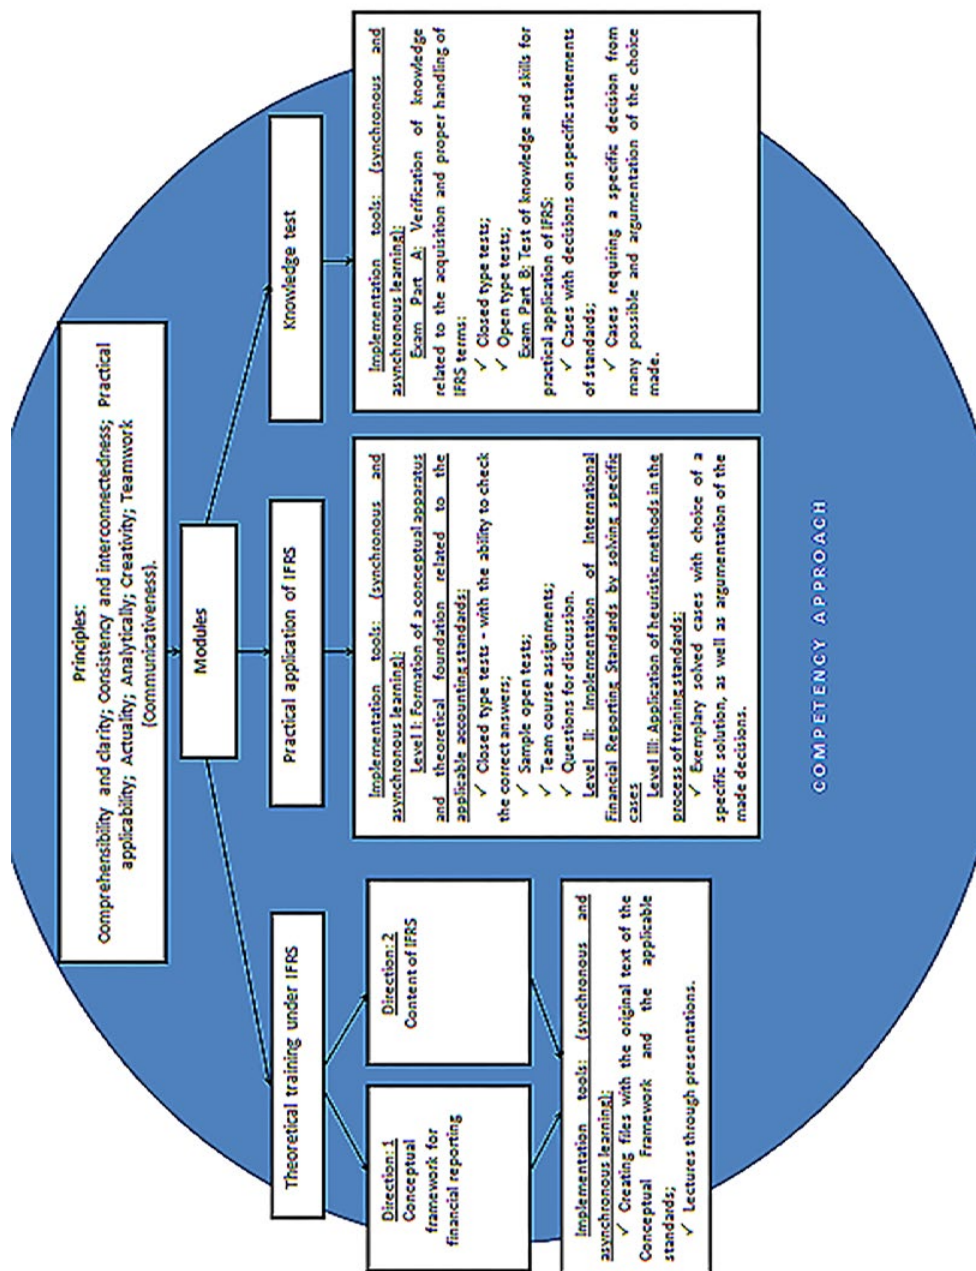 Principles:
Comprehensibility and clarity; Consistency and interconnectedness; Practical
applicability; Actuality; Analytically; Creativity; Teamwork
(Communicativeness).
Modules
Theoretical training under IFRS
Practical application of IFRS
Knowledge test
Direction: 1
Conceptual
framework for
financial reporting
Direction: 2
Content of IFRS
Implementation tools: (synchronous and
asynchronous learning):
✓ Creating files with the original text of the
Conceptual Framework and the applicable
standards;
✓ Lectures through presentations.
Implementation tools: (synchronous and
asynchronous learning):
Level I: Formation of a conceptual apparatus
and theoretical foundation related to the
applicable accounting standards:
✓ Closed type tests – with the ability to check
the correct answers;
✓ Sample open tests;
✓ Team course assignments;
✓ Questions for discussion.
Level II: Implementation of International
Financial Reporting Standards by solving specific
cases
Level III: Application of heuristic methods in the
process of training standards:
✓ Exemplary solved cases with choice of a
specific solution, as well as argumentation of the
made decisions.
Implementation tools: (synchronous and
asynchronous learning):
Exam Part A: Verification of knowledge
related to the acquisition and proper handling of
IFRS terms:
✓ Closed type tests;
✓ Open type tests;
Exam Part B: Test of knowledge and skills for
practical application of IFRS:
✓ Cases with decisions on specific statements
of standards;
✓ Cases requiring a specific decision from
many possible and argumentation of the choice
made.
COMPETENCY APPROACH